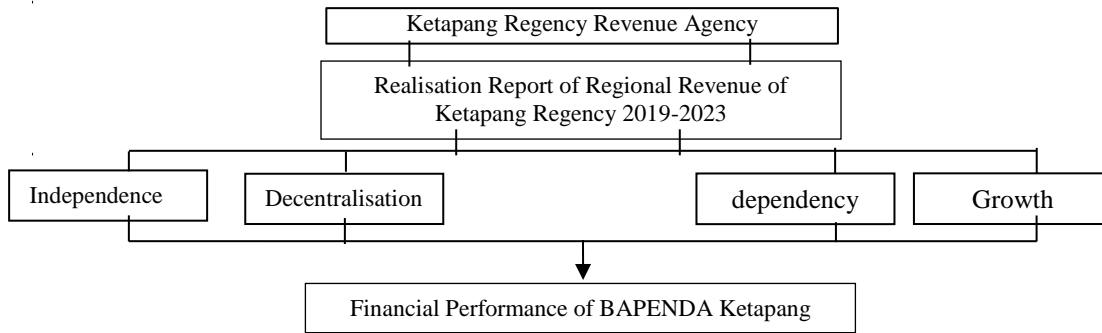 Ketapang Regency Revenue Agency
Realisation Report of Regional Revenue of
Ketapang Regency 2019-2023
Independence
Decentralisation
dependency
Growth
Financial Performance of BAPENDA Ketapang